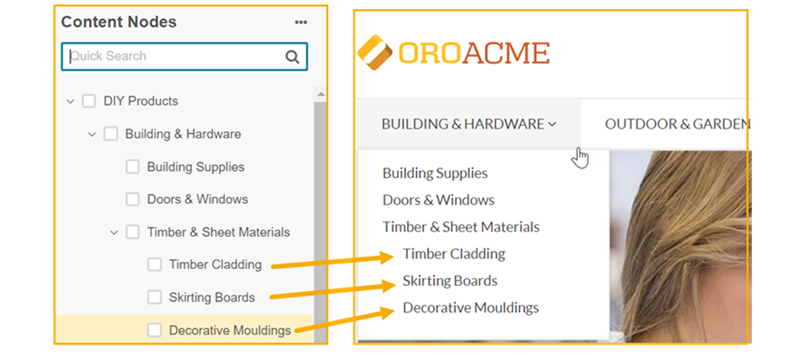 Content Nodes
Quick Search
DIY Products
Building & Hardware
Building Supplies
Doors & Windows
Timber & Sheet Materials
Timber Cladding
Skirting Boards
Decorative Mouldings
OROACME
BUILDING & HARDWARE
OUTDOOR & GARDEN
Building Supplies
Doors & Windows
Timber & Sheet Materials
Timber Cladding
Skirting Boards
Decorative Mouldings